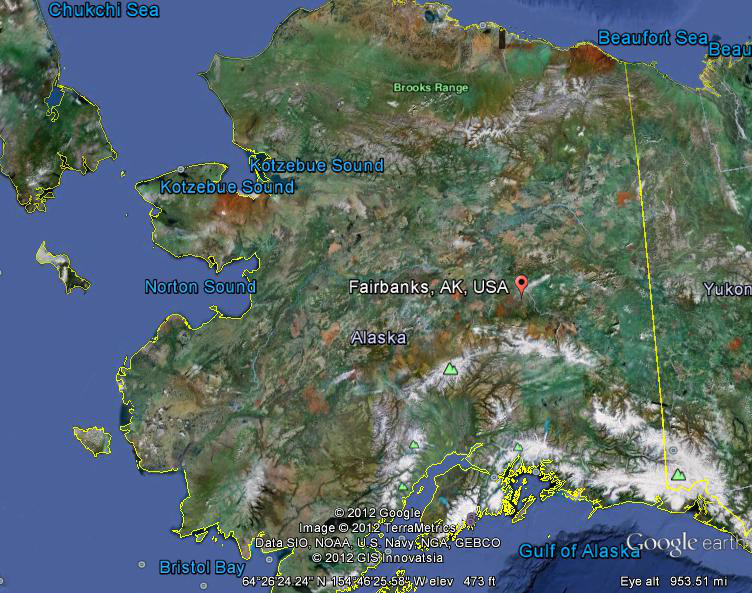 Chukchi Sea
Beaufort Sea
Beau
Brooks Range
Kotzebue Sound
Kotzebue Sound
Norton Sound
Fairbanks, AK, USA
Yukon
Alaska
© 2012 Google
Image © 2012 TerraMetrics
Data SIO, NOAA, U.S. Navy, NGA, GEBCO
© 2012 GIS Innovatsia
Gulf of Alaska
Google earth
Bristol Bay
64°26'24.24" N 154°46'25.58" W elev 473 ft
Eye alt 953.51 mi